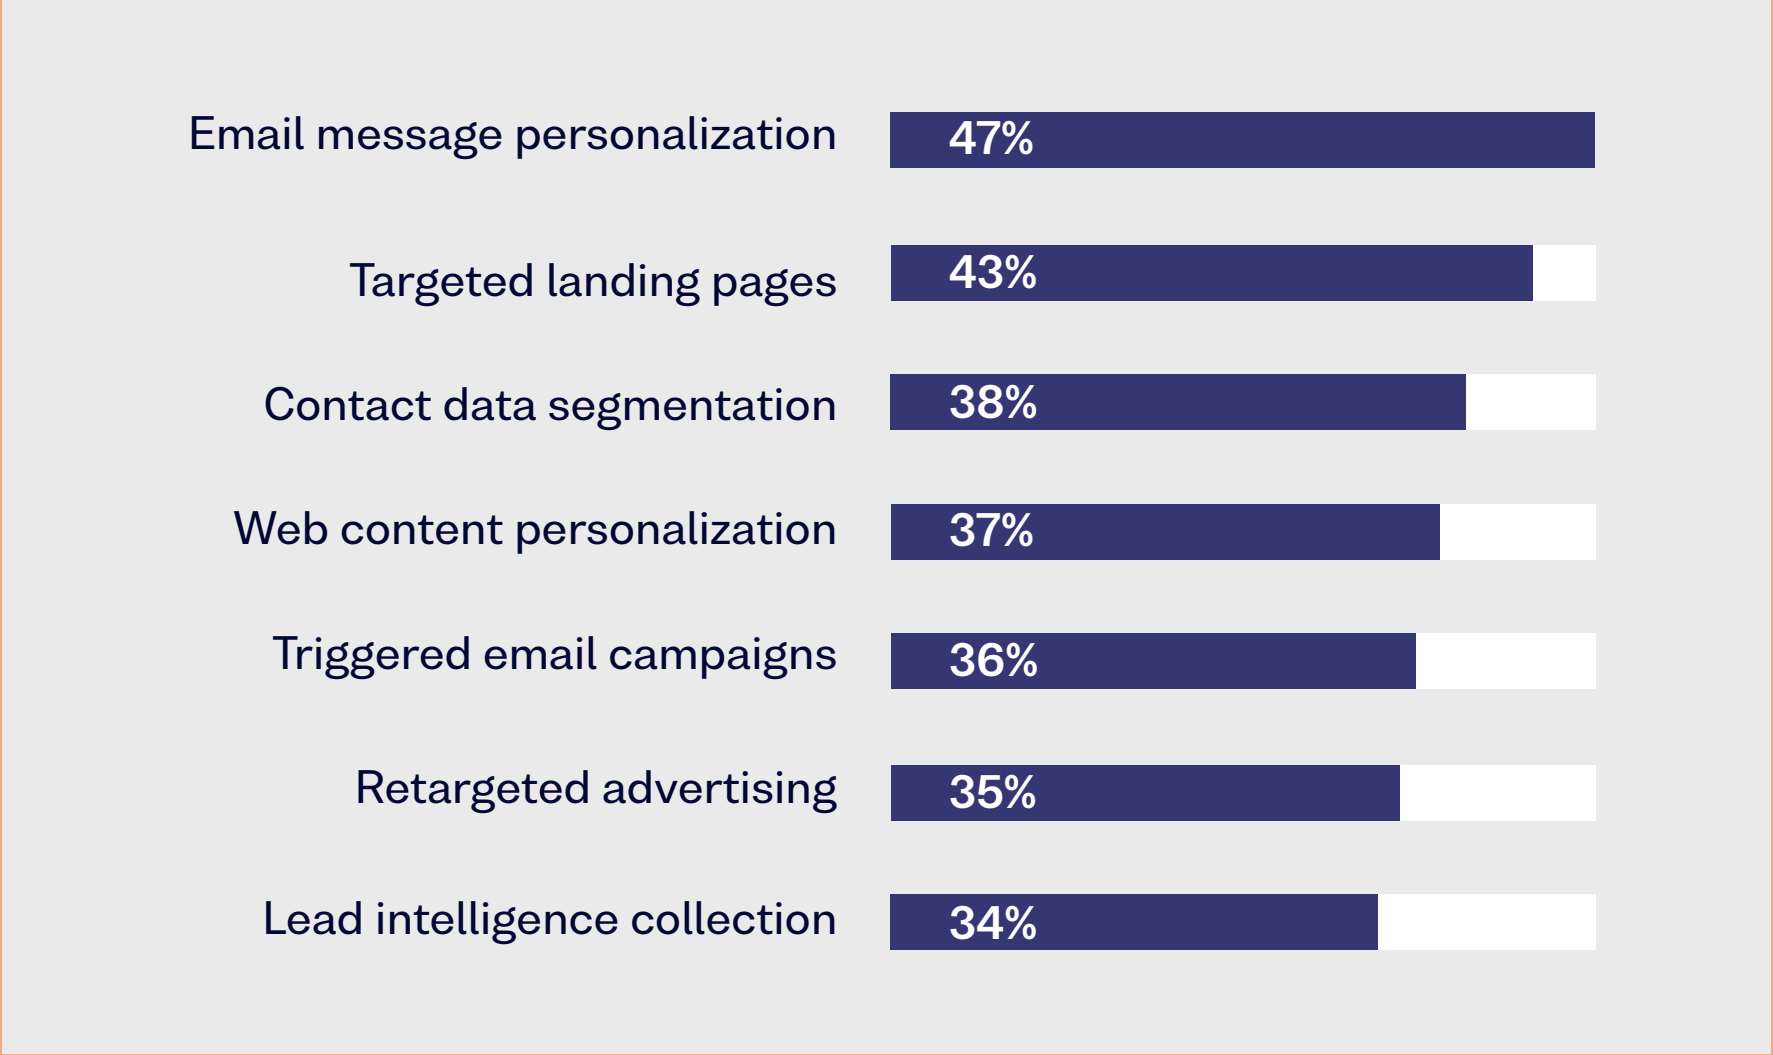 Email message personalization 47%
Targeted landing pages 43%
Contact data segmentation 38%
Web content personalization 37%
Triggered email campaigns 36%
Retargeted advertising 35%
Lead intelligence collection 34%